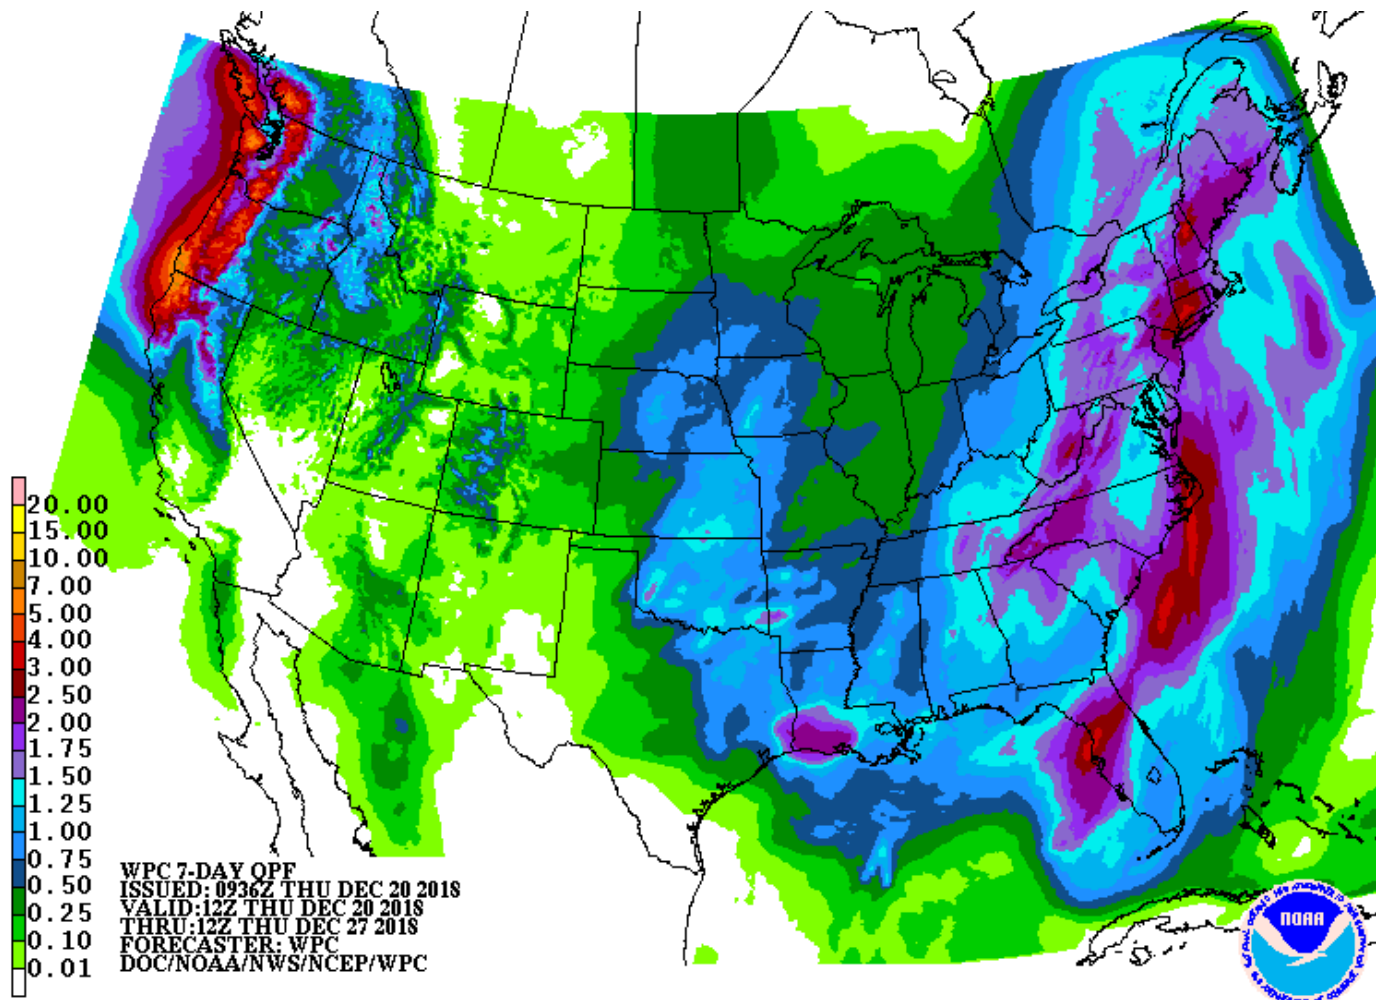 20.00
15.00
10.00
7.00
5.00
4.00
3.00
2.50
2.00
1.75
1.50
1.25
1.00
0.75
0.50
0.25
0.10
0.01
WPC 7-DAY QPF
ISSUED: 0936Z THU DEC 20 2018
VALID:12Z THU DEC 20 2018
THRU:12Z THU DEC 27 2018
FORECASTER: WPC
DOC/NOAA/NWS/NCEP/WPC
NOAA